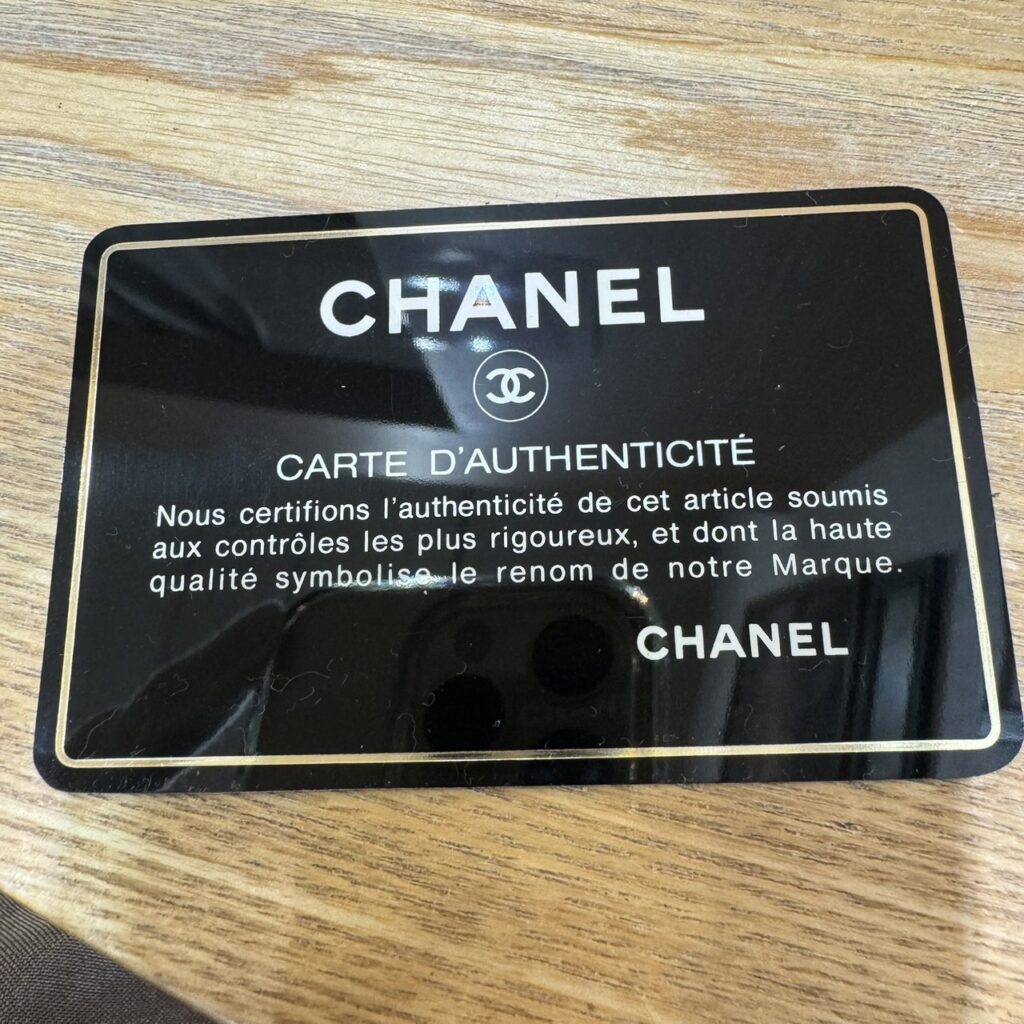 CHANEL
CARTE D'AUTHENTICITÉ
Nous certifions l'authenticité de cet article soumis
aux contrôles les plus rigoureux, et dont la haute
qualité symbolise le renom de notre Marque.
CHANEL